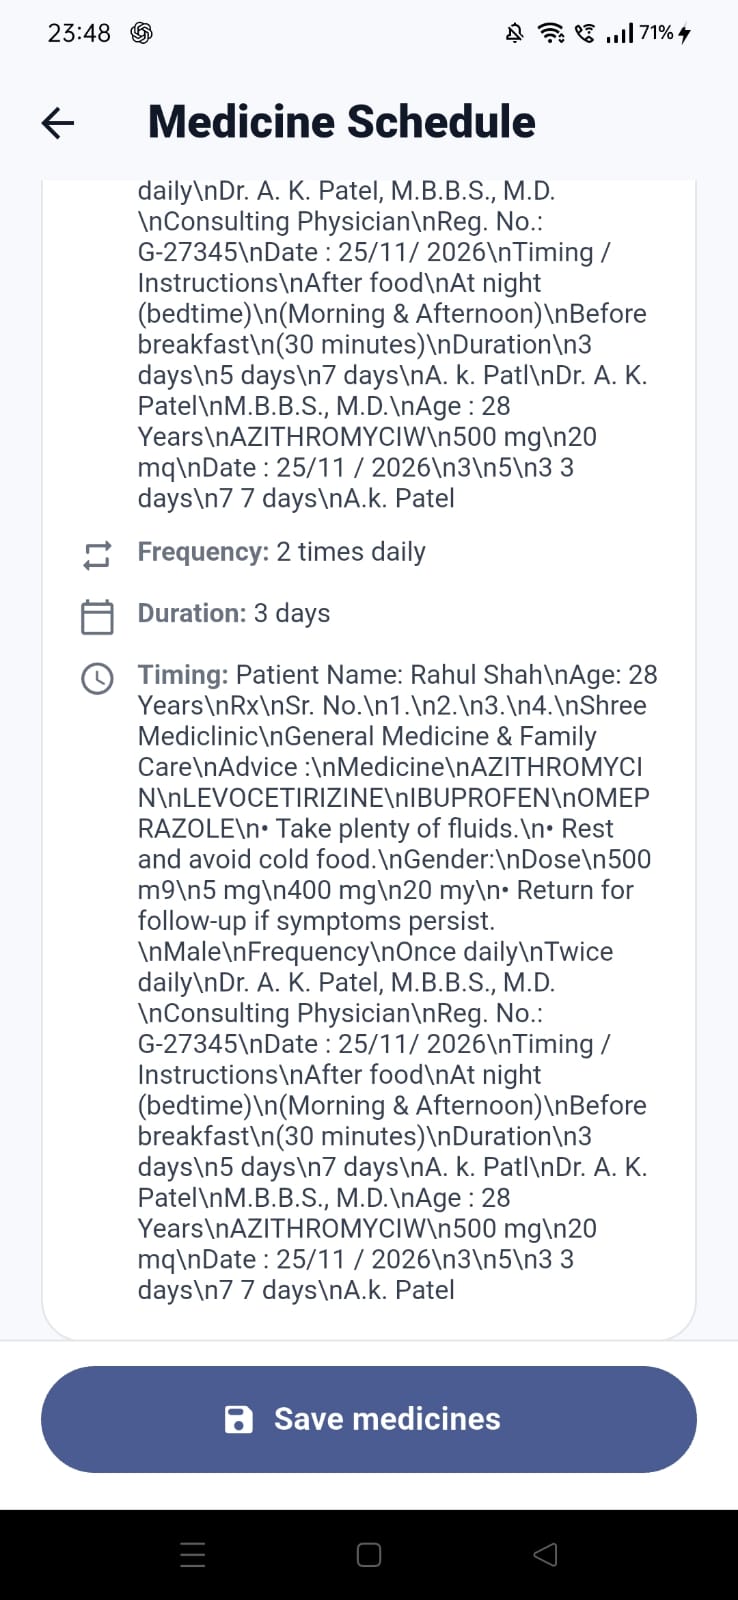 23:48
71%
Medicine Schedule
daily\nDr. A. K. Patel, M.B.B.S., M.D.
\nConsulting Physician\nReg. No.:
G-27345\nDate : 25/11/ 2026\nTiming /
Instructions\nAfter food\nAt night
(bedtime)\n(Morning & Afternoon)\nBefore
breakfast\n(30 minutes)\nDuration\n3
days\n5 days\n7 days\nA. k. Patl\nDr. A. K.
Patel\nM.B.B.S., M.D.\nAge : 28
Years\nAZITHROMYCIW\n500 mg\n20
mq\nDate : 25/11 / 2026\n3\n5\n3 3
days\n7 7 days\nA.k. Patel
Frequency: 2 times daily
Duration: 3 days
Timing: Patient Name: Rahul Shah\nAge: 28
Years\nRx\nSr. No.\n1.\n2.\n3.\n4.\nShree
Mediclinic\nGeneral Medicine & Family
Care\nAdvice :\nMedicine\nAZITHROMYCI
N\nLEVOCETIRIZINE\nIBUPROFEN\nOMEP
RAZOLE\n• Take plenty of fluids.\n• Rest
and avoid cold food.\nGender:\nDose\n500
m9\n5 mg\n400 mg\n20 my\n• Return for
follow-up if symptoms persist.
\nMale\nFrequency\nOnce daily\nTwice
daily\nDr. A. K. Patel, M.B.B.S., M.D.
\nConsulting Physician\nReg. No.:
G-27345\nDate : 25/11/ 2026\nTiming /
Instructions\nAfter food\nAt night
(bedtime)\n(Morning & Afternoon)\nBefore
breakfast\n(30 minutes)\nDuration\n3
days\n5 days\n7 days\nA. k. Patl\nDr. A. K.
Patel\nM.B.B.S., M.D.\nAge : 28
Years\nAZITHROMYCIW\n500 mg\n20
mq\nDate : 25/11 / 2026\n3\n5\n3 3
days\n7 7 days\nA.k. Patel
Save medicines